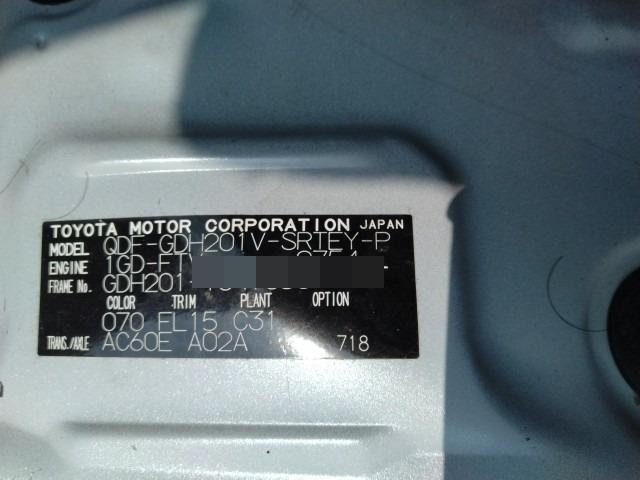 TOYOTA MOTOR CORPORATION JAPAN
MODEL QDF-GDH201V-SRTEY-P
ENGINE 1GD-FTV 2754
FRAME No. GDH201
COLOR TRIM PLANT OPTION
070 FL15 C31
TRANS./AXLE AC60E A02A 718